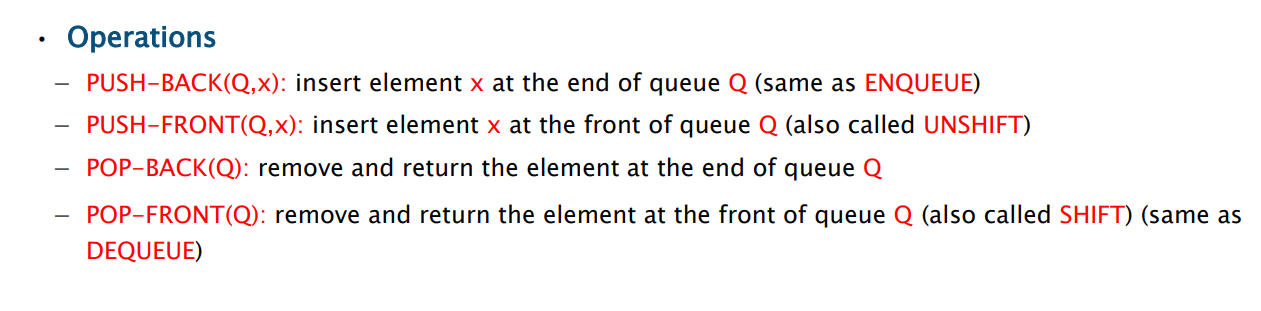 • Operations
– PUSH-BACK(Q,x): insert element x at the end of queue Q (same as ENQUEUE)
– PUSH-FRONT(Q,x): insert element x at the front of queue Q (also called UNSHIFT)
– POP-BACK(Q): remove and return the element at the end of queue Q
– POP-FRONT(Q): remove and return the element at the front of queue Q (also called SHIFT) (same as
DEQUEUE)